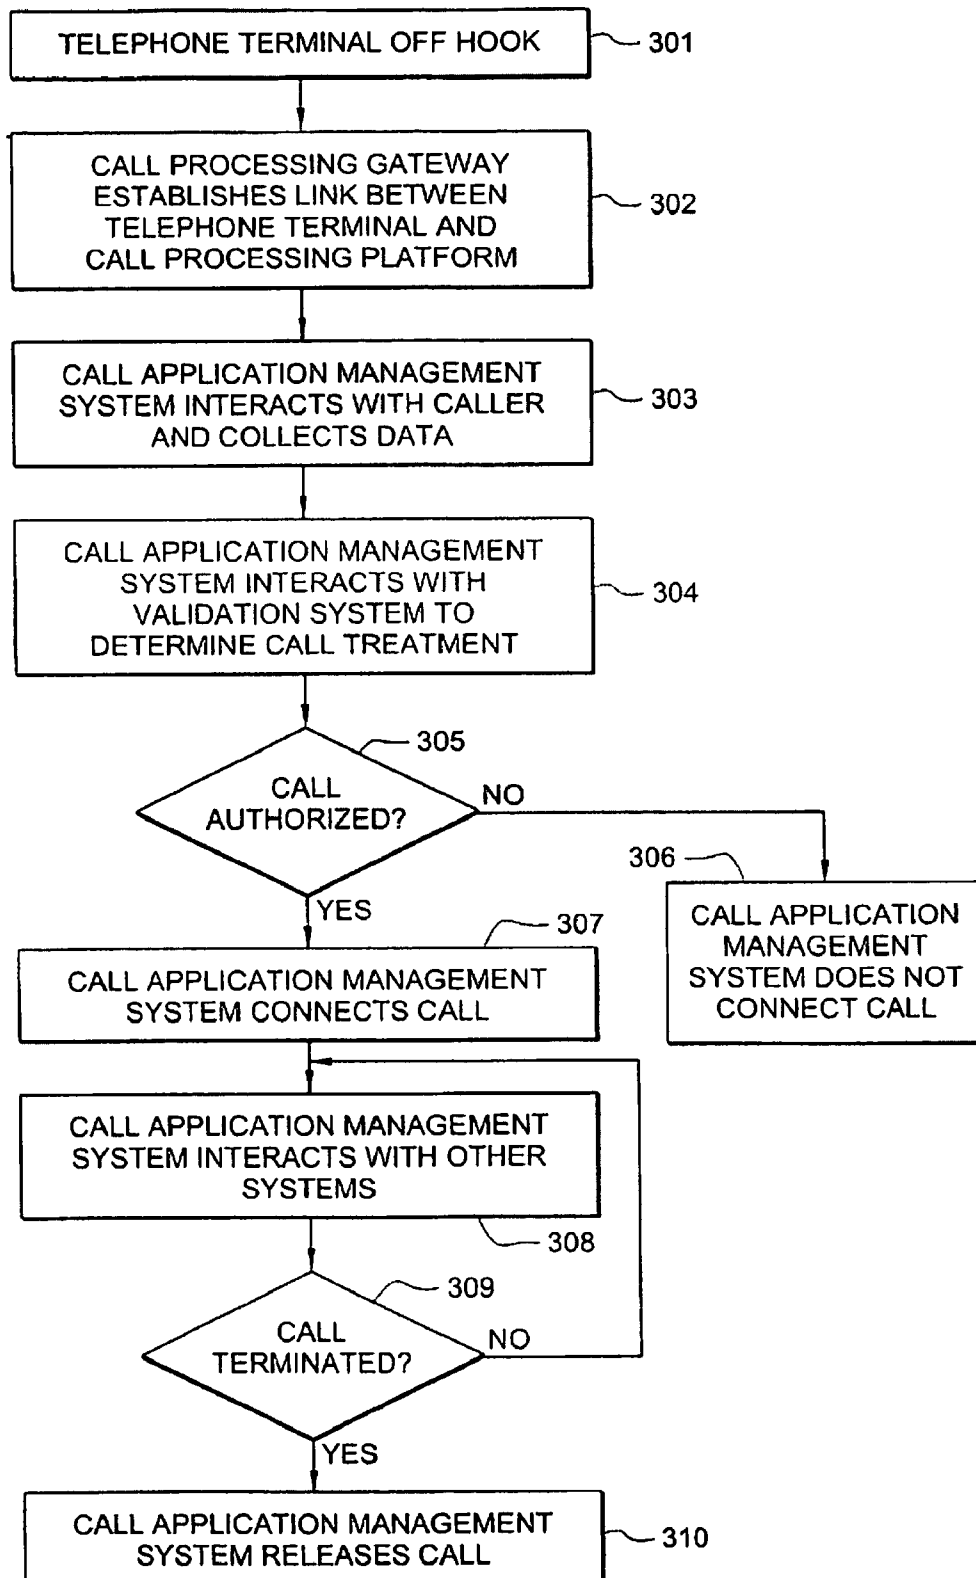 TELEPHONE TERMINAL OFF HOOK
301
CALL PROCESSING GATEWAY
ESTABLISHES LINK BETWEEN
TELEPHONE TERMINAL AND
CALL PROCESSING PLATFORM
302
CALL APPLICATION MANAGEMENT
SYSTEM INTERACTS WITH CALLER
AND COLLECTS DATA
303
CALL APPLICATION MANAGEMENT
SYSTEM INTERACTS WITH
VALIDATION SYSTEM TO
DETERMINE CALL TREATMENT
304
305
CALL
AUTHORIZED?
NO
YES
306
CALL APPLICATION
MANAGEMENT
SYSTEM DOES NOT
CONNECT CALL
307
CALL APPLICATION MANAGEMENT
SYSTEM CONNECTS CALL
CALL APPLICATION MANAGEMENT
SYSTEM INTERACTS WITH OTHER
SYSTEMS
308
309
CALL
TERMINATED?
NO
YES
CALL APPLICATION MANAGEMENT
SYSTEM RELEASES CALL
310